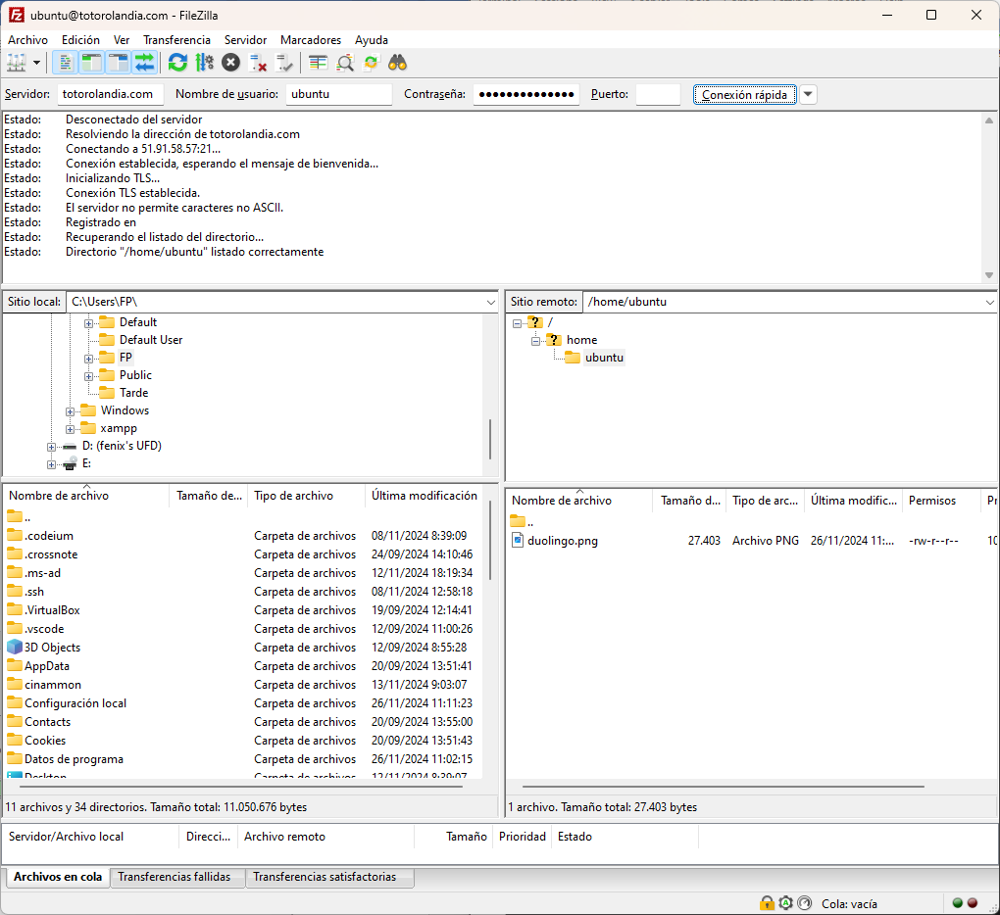 ubuntu@totorolandia.com - FileZilla
Archivo Edición Ver Transferencia Servidor Marcadores Ayuda
Servidor: totorolandia.com Nombre de usuario: ubuntu Contraseña: ●●●●●●●●●●●●●● Puerto: Conexión rápida
Estado: Desconectado del servidor
Estado: Resolviendo la dirección de totorolandia.com
Estado: Conectando a 51.91.58.57:21...
Estado: Conexión establecida, esperando el mensaje de bienvenida...
Estado: Inicializando TLS...
Estado: Conexión TLS establecida.
Estado: El servidor no permite caracteres no ASCII.
Estado: Registrado en
Estado: Recuperando el listado del directorio...
Estado: Directorio "/home/ubuntu" listado correctamente
Sitio local: C:\Users\FP\
Default
Default User
FP
Public
Tarde
Windows
xampp
D: (fenix's UFD)
E:
Sitio remoto: /home/ubuntu
/
home
ubuntu
Nombre de archivo Tamaño de... Tipo de archivo Última modificación
..
.codeium Carpeta de archivos 08/11/2024 8:39:09
.crossnote Carpeta de archivos 24/09/2024 14:10:46
.ms-ad Carpeta de archivos 12/11/2024 18:19:34
.ssh Carpeta de archivos 08/11/2024 12:58:18
.VirtualBox Carpeta de archivos 19/09/2024 12:14:41
.vscode Carpeta de archivos 12/09/2024 11:00:26
3D Objects Carpeta de archivos 12/09/2024 8:55:28
AppData Carpeta de archivos 20/09/2024 13:51:41
cinammon Carpeta de archivos 13/11/2024 9:03:07
Configuración local Carpeta de archivos 26/11/2024 11:11:23
Contacts Carpeta de archivos 20/09/2024 13:55:00
Cookies Carpeta de archivos 20/09/2024 13:51:43
Datos de programa Carpeta de archivos 26/11/2024 11:02:15
Desktop Carpeta de archivos 12/11/2024 8:39:07
11 archivos y 34 directorios. Tamaño total: 11.050.676 bytes
Nombre de archivo Tamaño d... Tipo de arc... Última modific... Permisos Pr
..
duolingo.png 27.403 Archivo PNG 26/11/2024 11:... -rw-r--r-- 10
1 archivo. Tamaño total: 27.403 bytes
Servidor/Archivo local Direcci... Archivo remoto Tamaño Prioridad Estado
Archivos en cola Transferencias fallidas Transferencias satisfactorias
Cola: vacía